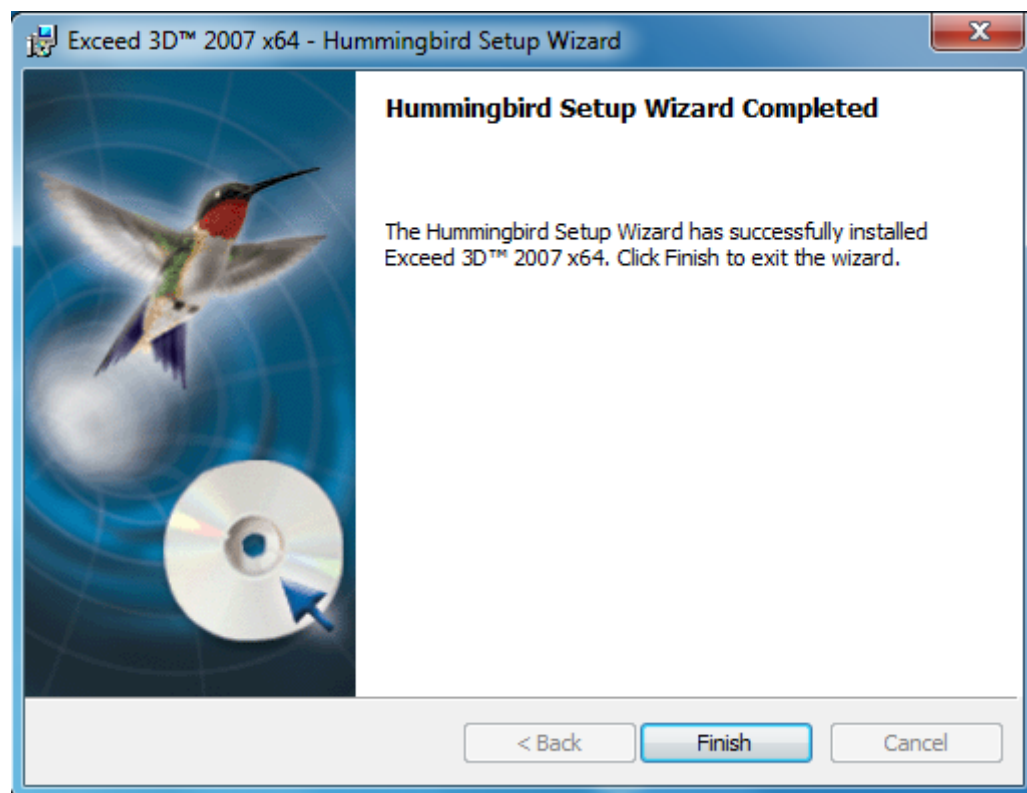 Exceed 3D™ 2007 x64 - Hummingbird Setup Wizard
Hummingbird Setup Wizard Completed
The Hummingbird Setup Wizard has successfully installed
Exceed 3D™ 2007 x64. Click Finish to exit the wizard.
< Back Finish Cancel